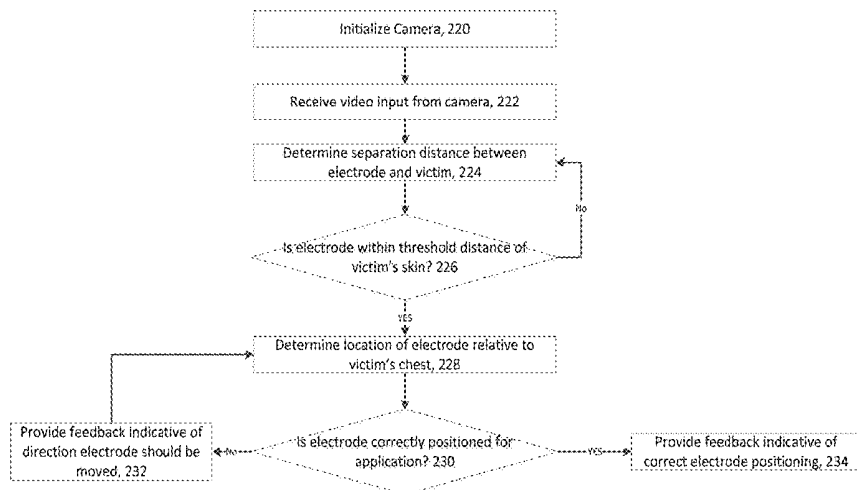 Initialize Camera, 220
Receive video input from camera, 222
Determine separation distance between
electrode and victim, 224
No
Is electrode within threshold distance of
victim's skin? 226
YES
Determine location of electrode relative to
victim's chest, 228
Provide feedback indicative of
direction electrode should be
moved, 232
No
Is electrode correctly positioned for
application? 230
YES
Provide feedback indicative of
correct electrode positioning, 234